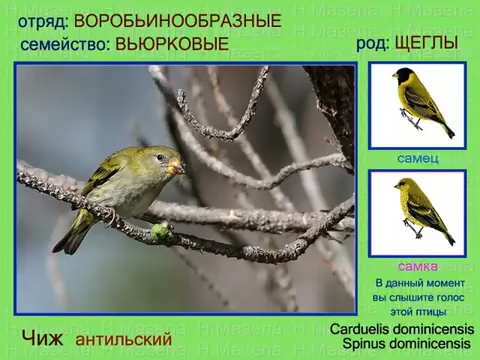 отряд: ВОРОБЬИНООБРАЗНЫЕ
семейство: ВЬЮРКОВЫЕ
род: ЩЕГЛЫ
самец
самка
В данный момент
вы слышите голос
этой птицы
Чиж антильский
Carduelis dominicensis
Spinus dominicensis
Н.Мазепа